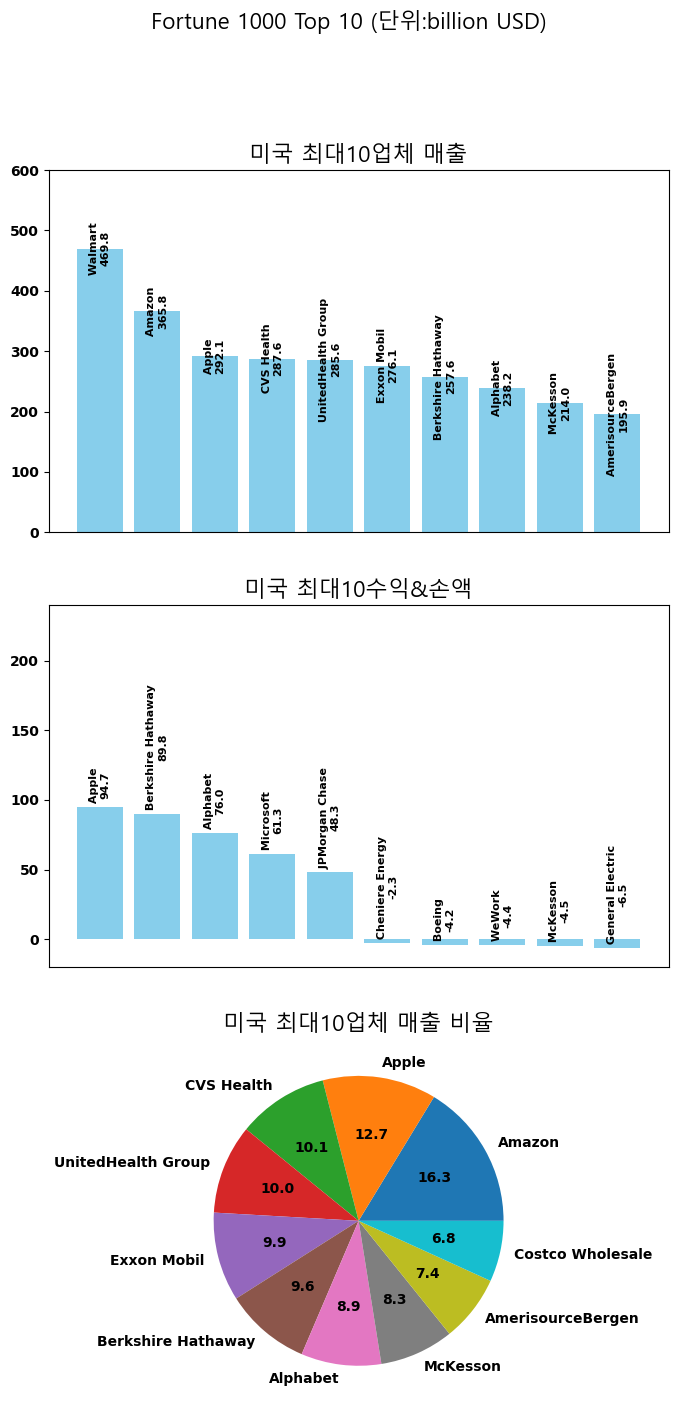 Fortune 1000 Top 10 (단위:billion USD)
미국 최대10업체 매출
600
500
400
300
200
100
0
Walmart
469.8
Amazon
365.8
Apple
292.1
CVS Health
287.6
UnitedHealth Group
285.6
Exxon Mobil
276.1
Berkshire Hathaway
257.6
Alphabet
238.2
McKesson
214.0
AmerisourceBergen
195.9
미국 최대10수익&손액
200
150
100
50
0
Apple
94.7
Berkshire Hathaway
89.8
Alphabet
76.0
Microsoft
61.3
JPMorgan Chase
48.3
Cheniere Energy
-2.3
Boeing
-4.2
WeWork
-4.4
McKesson
-4.5
General Electric
-6.5
미국 최대10업체 매출 비율
Apple
12.7
CVS Health
10.1
Amazon
16.3
UnitedHealth Group
10.0
Exxon Mobil
9.9
Costco Wholesale
6.8
Berkshire Hathaway
9.6
AmerisourceBergen
7.4
Alphabet
8.9
McKesson
8.3